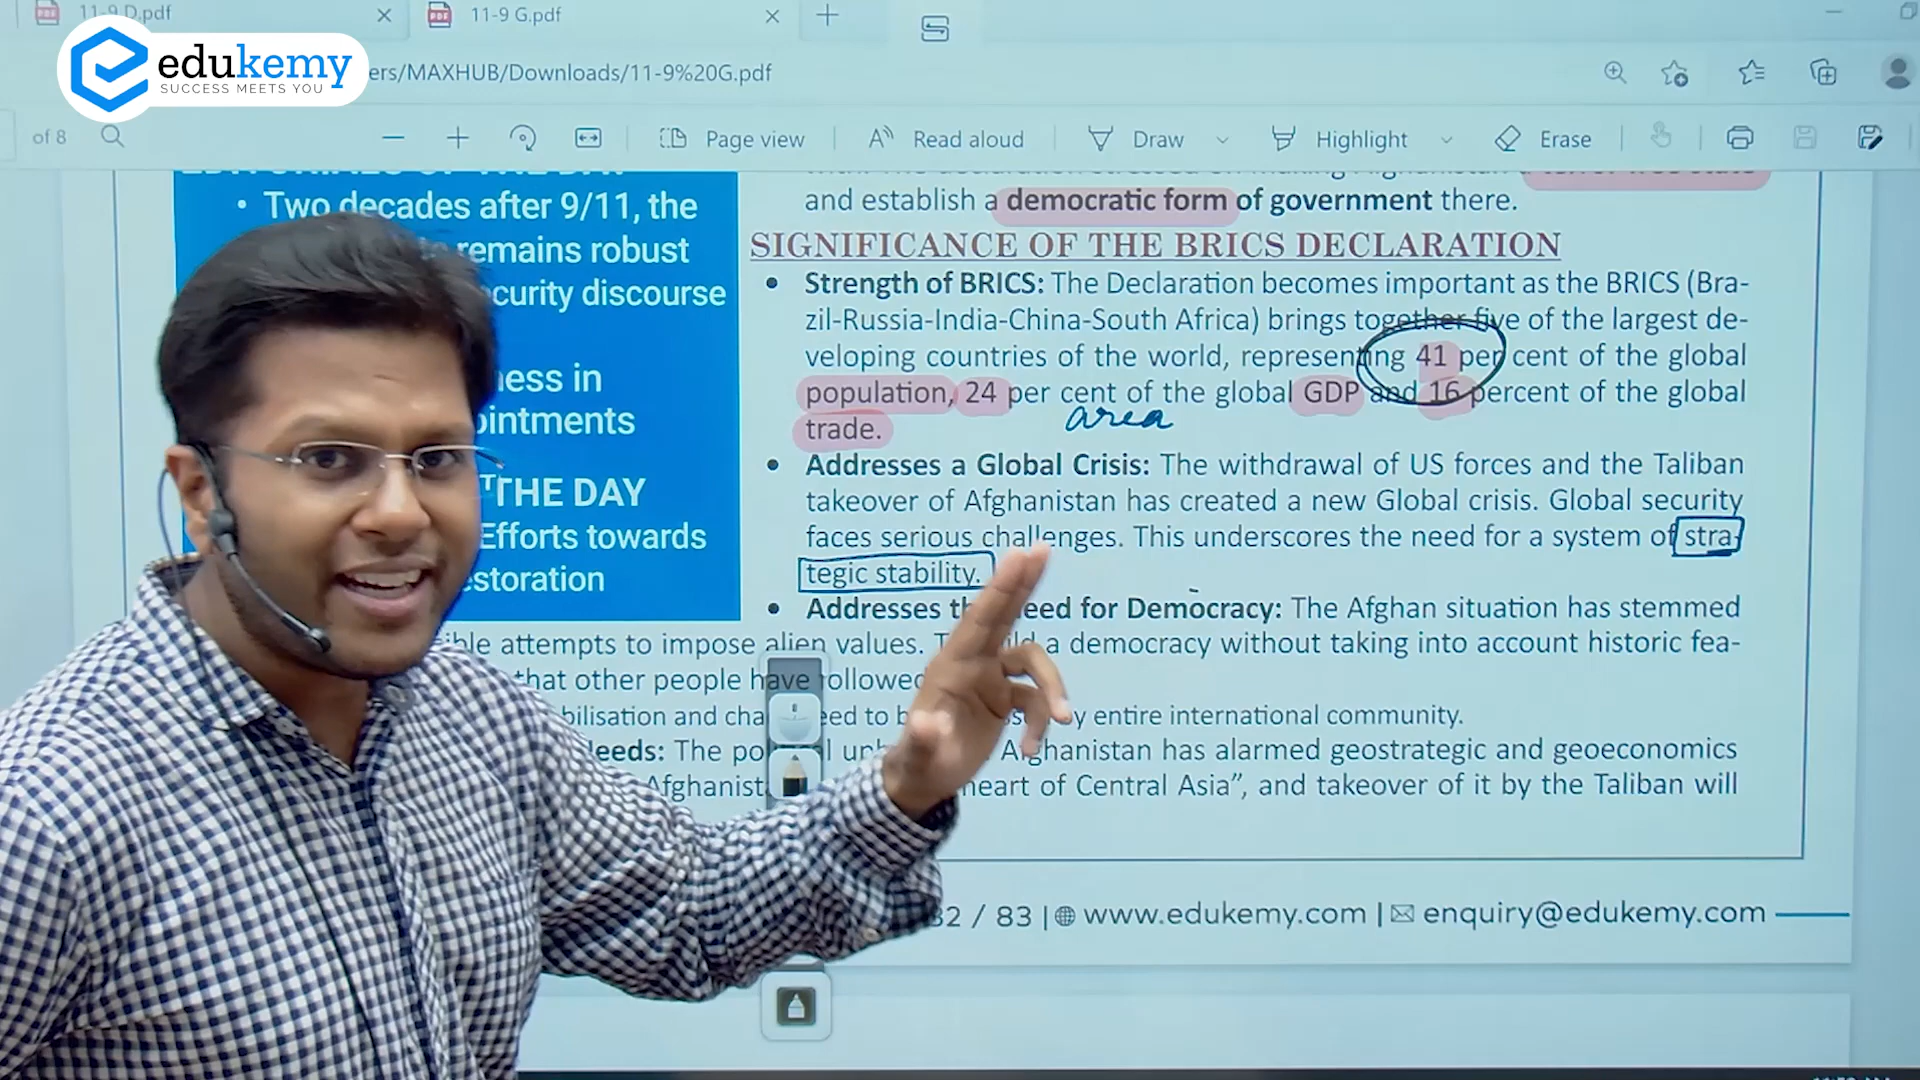 11-9 D.pdf
11-9 G.pdf
edukemy
SUCCESS MEETS YOU
ers/MAXHUB/Downloads/11-9%20G.pdf
of 8
Page view
Read aloud
Draw
Highlight
Erase
• Two decades after 9/11, the
remains robust
curity discourse
ness in
ointments
THE DAY
Efforts towards
storation
and establish a democratic form of government there.
SIGNIFICANCE OF THE BRICS DECLARATION
• Strength of BRICS: The Declaration becomes important as the BRICS (Bra-
zil-Russia-India-China-South Africa) brings together five of the largest de-
veloping countries of the world, representing 41 per cent of the global
population, 24 per cent of the global GDP and 16 percent of the global
area
trade.
• Addresses a Global Crisis: The withdrawal of US forces and the Taliban
takeover of Afghanistan has created a new Global crisis. Global security
faces serious challenges. This underscores the need for a system of stra-
tegic stability.
• Addresses th eed for Democracy: The Afghan situation has stemmed
ible attempts to impose alien values. T ild a democracy without taking into account historic fea-
that other people have ollowed
bilisation and cha eed to b y entire international community.
leeds: The po Afghanistan has alarmed geostrategic and geoeconomics
Afghanist heart of Central Asia", and takeover of it by the Taliban will
82 / 83 | www.edukemy.com | enquiry@edukemy.com